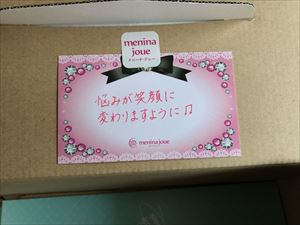 menina
joue
メニーナ・ジュー
悩みが笑顔に
変わりますように♫
menina joue